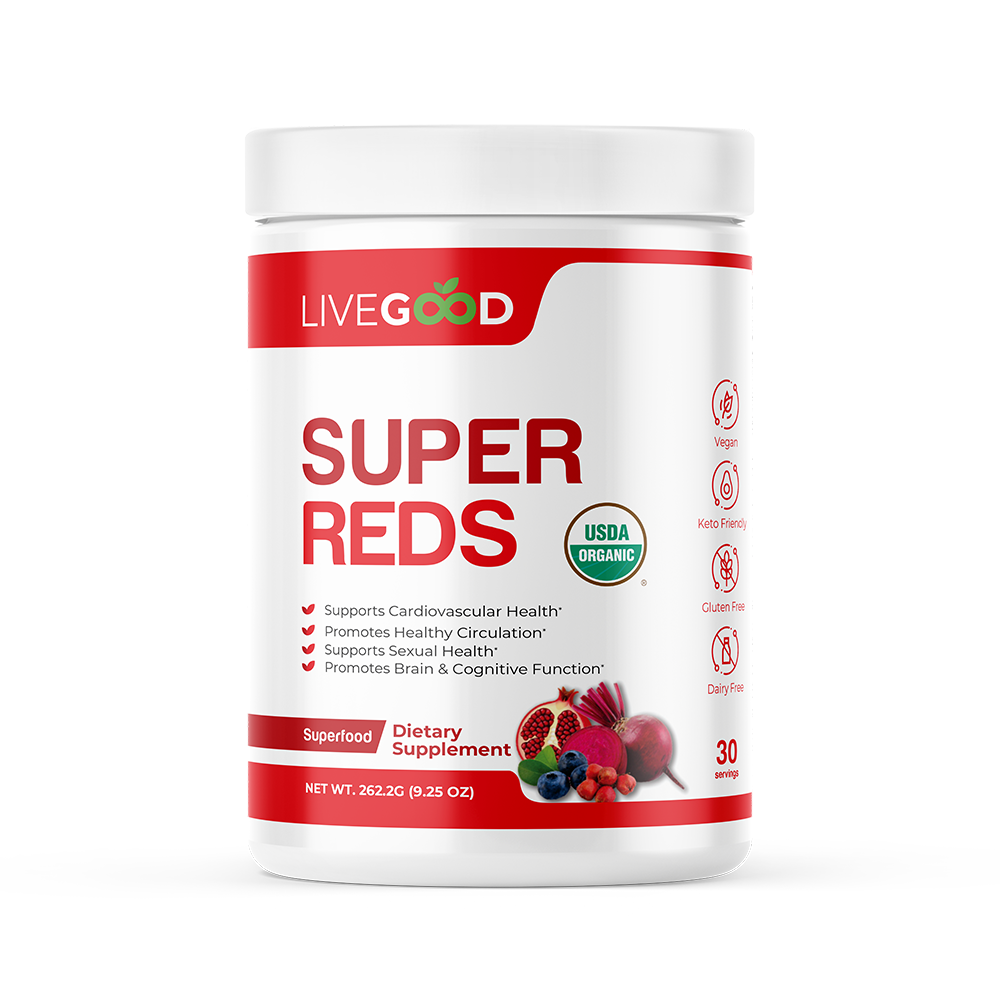 LIVEGOOD
SUPER
REDS
USDA
ORGANIC
®
Supports Cardiovascular Health*
Promotes Healthy Circulation*
Supports Sexual Health*
Promotes Brain & Cognitive Function*
Superfood
Dietary
Supplement
NET WT. 262.2G (9.25 OZ)
Vegan
Keto Friendly
Gluten Free
Dairy Free
30
servings